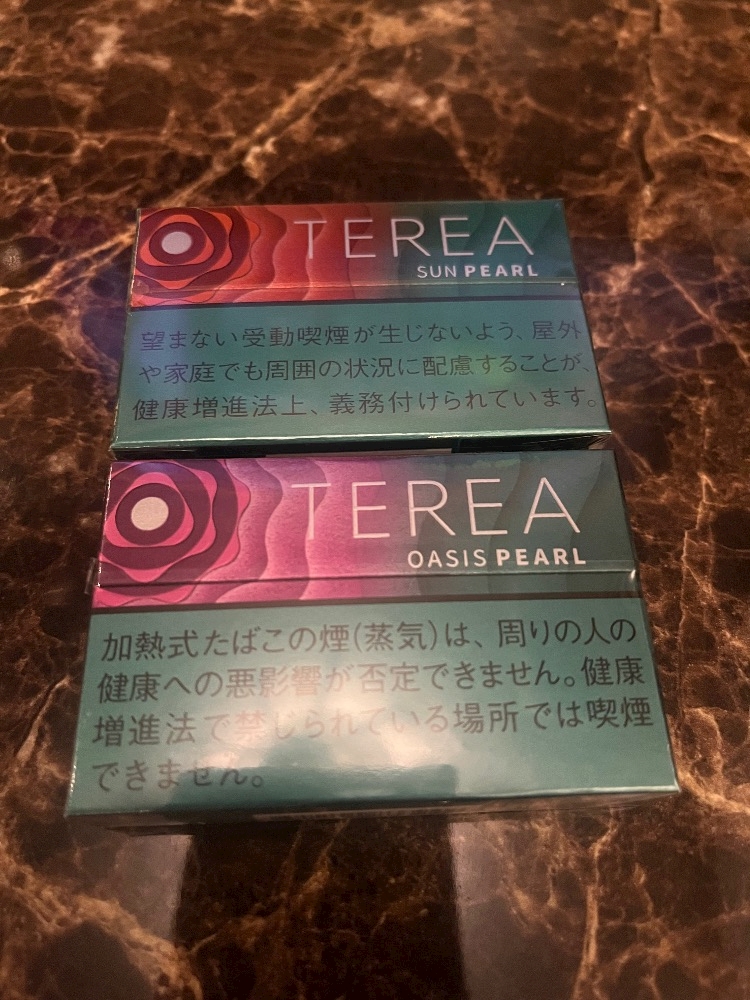 TEREA
SUN PEARL
望まない受動喫煙が生じないよう、屋外
や家庭でも周囲の状況に配慮することが、
健康増進法上、義務付けられています。
TEREA
OASIS PEARL
加熱式たばこの煙(蒸気)は、周りの人の
健康への悪影響が否定できません。健康
増進法で禁じられている場所では喫煙
できません。